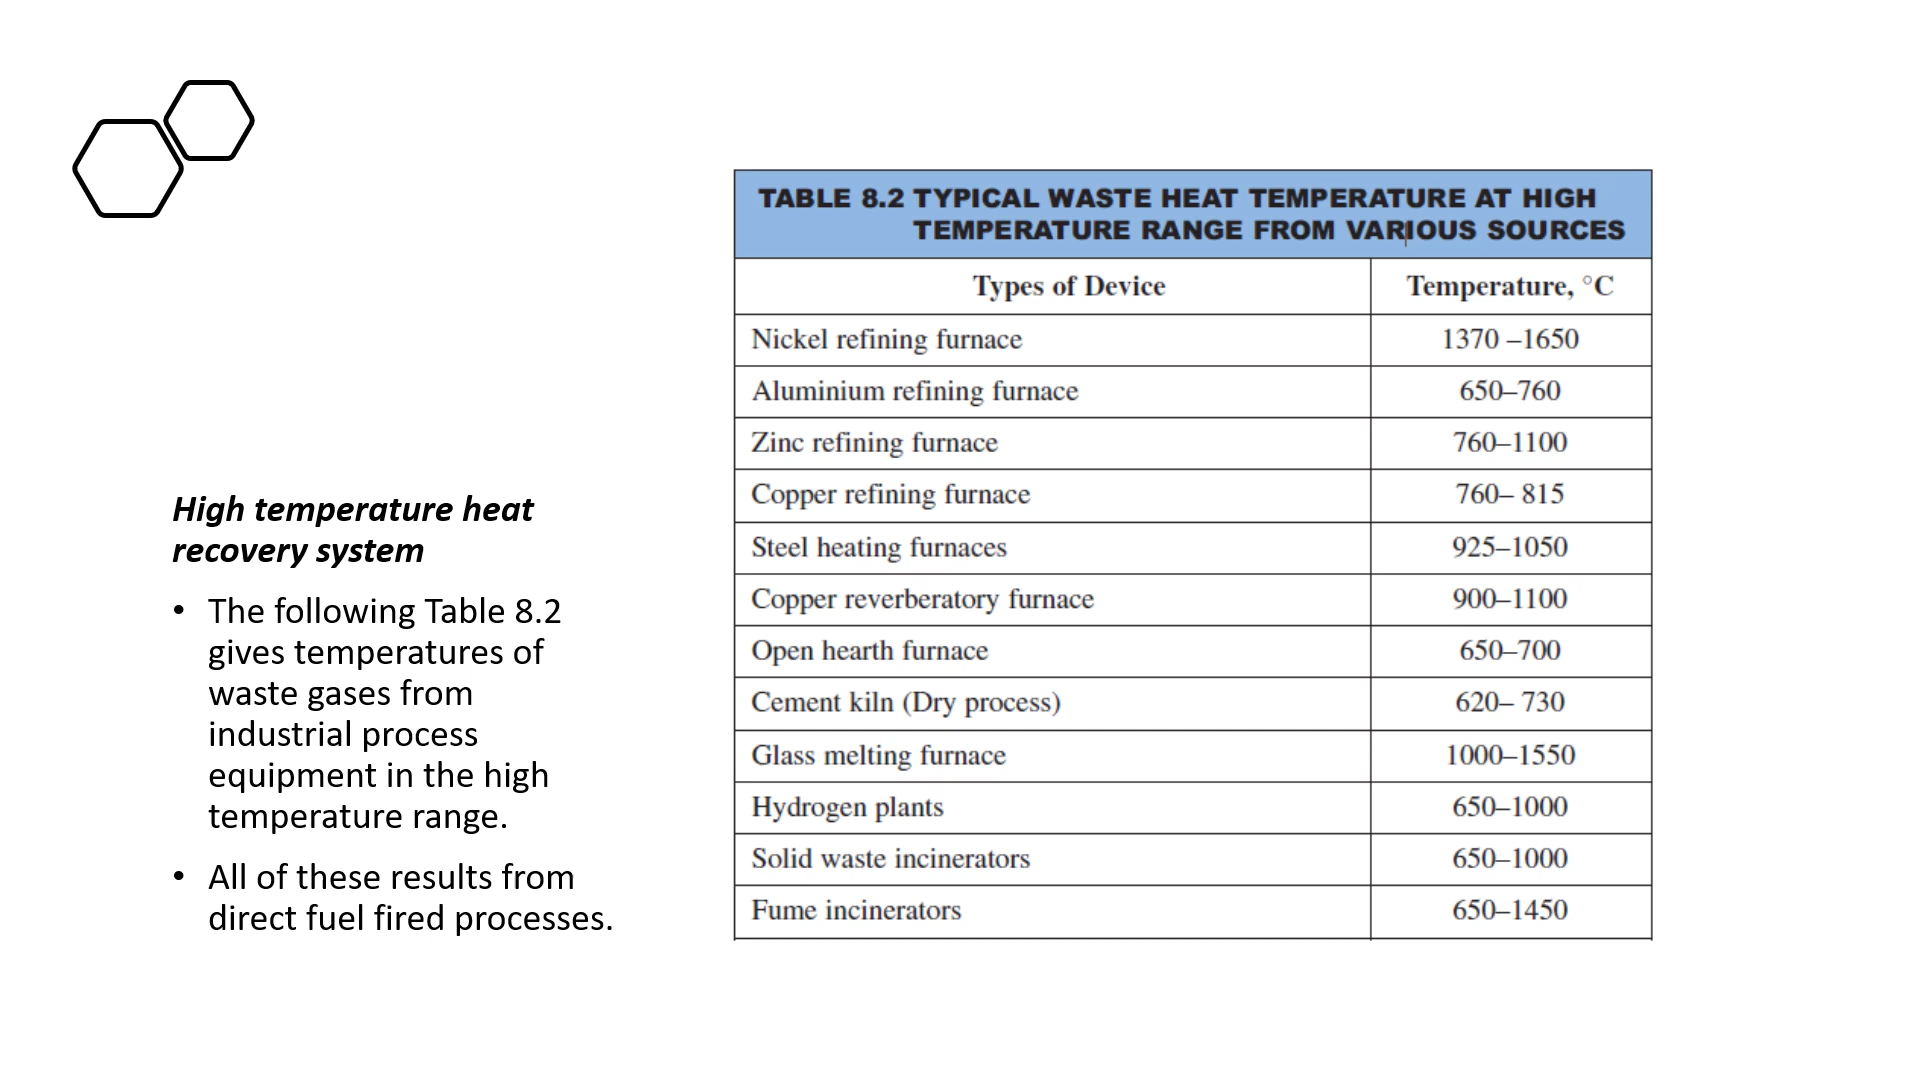 High temperature heat
recovery system
• The following Table 8.2
gives temperatures of
waste gases from
industrial process
equipment in the high
temperature range.
• All of these results from
direct fuel fired processes.
TABLE 8.2 TYPICAL WASTE HEAT TEMPERATURE AT HIGH
TEMPERATURE RANGE FROM VARIOUS SOURCES
Types of Device Temperature, °C
Nickel refining furnace 1370 –1650
Aluminium refining furnace 650–760
Zinc refining furnace 760–1100
Copper refining furnace 760– 815
Steel heating furnaces 925–1050
Copper reverberatory furnace 900–1100
Open hearth furnace 650–700
Cement kiln (Dry process) 620– 730
Glass melting furnace 1000–1550
Hydrogen plants 650–1000
Solid waste incinerators 650–1000
Fume incinerators 650–1450